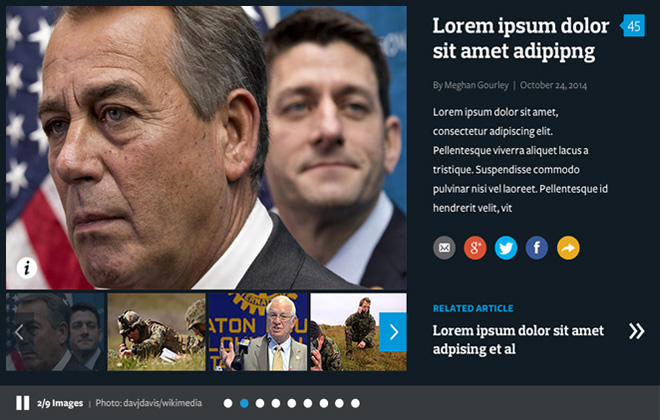 Lorem ipsum dolor
sit amet adipipng
45
By Meghan Gourley | October 24, 2014
Lorem ipsum dolor sit amet,
consectetur adipiscing elit.
Pellentesque viverra aliquet lacus a
tristique. Suspendisse commodo
pulvinar nisi vel laoreet. Pellentesque id
hendrerit velit, vit
i
g+
f
ATON
RELATED ARTICLE
Lorem ipsum dolor sit amet
adpising et al
2/9 Images | Photo: davjdavis/wikimedia